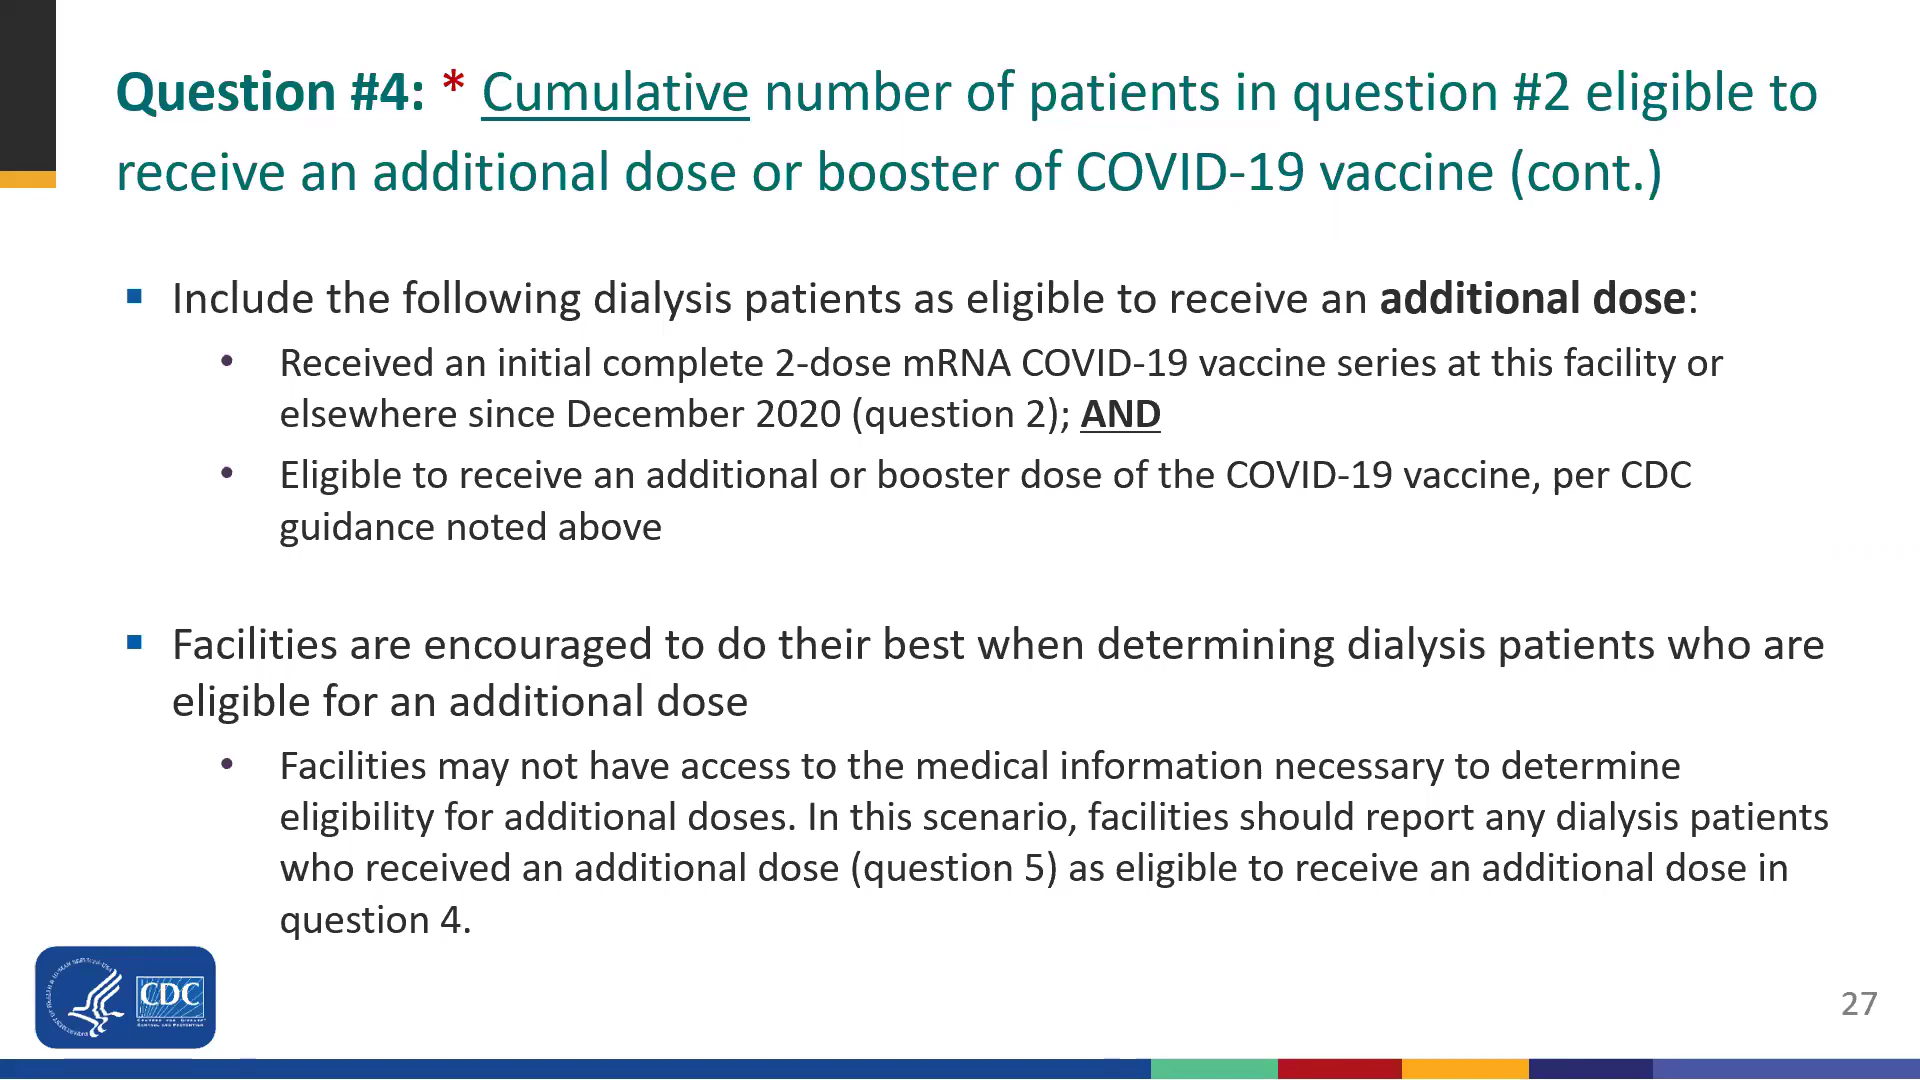 Question #4: * Cumulative number of patients in question #2 eligible to
receive an additional dose or booster of COVID-19 vaccine (cont.)
▪ Include the following dialysis patients as eligible to receive an additional dose:
• Received an initial complete 2-dose mRNA COVID-19 vaccine series at this facility or
elsewhere since December 2020 (question 2); AND
• Eligible to receive an additional or booster dose of the COVID-19 vaccine, per CDC
guidance noted above
▪ Facilities are encouraged to do their best when determining dialysis patients who are
eligible for an additional dose
• Facilities may not have access to the medical information necessary to determine
eligibility for additional doses. In this scenario, facilities should report any dialysis patients
who received an additional dose (question 5) as eligible to receive an additional dose in
question 4.
CDC
27